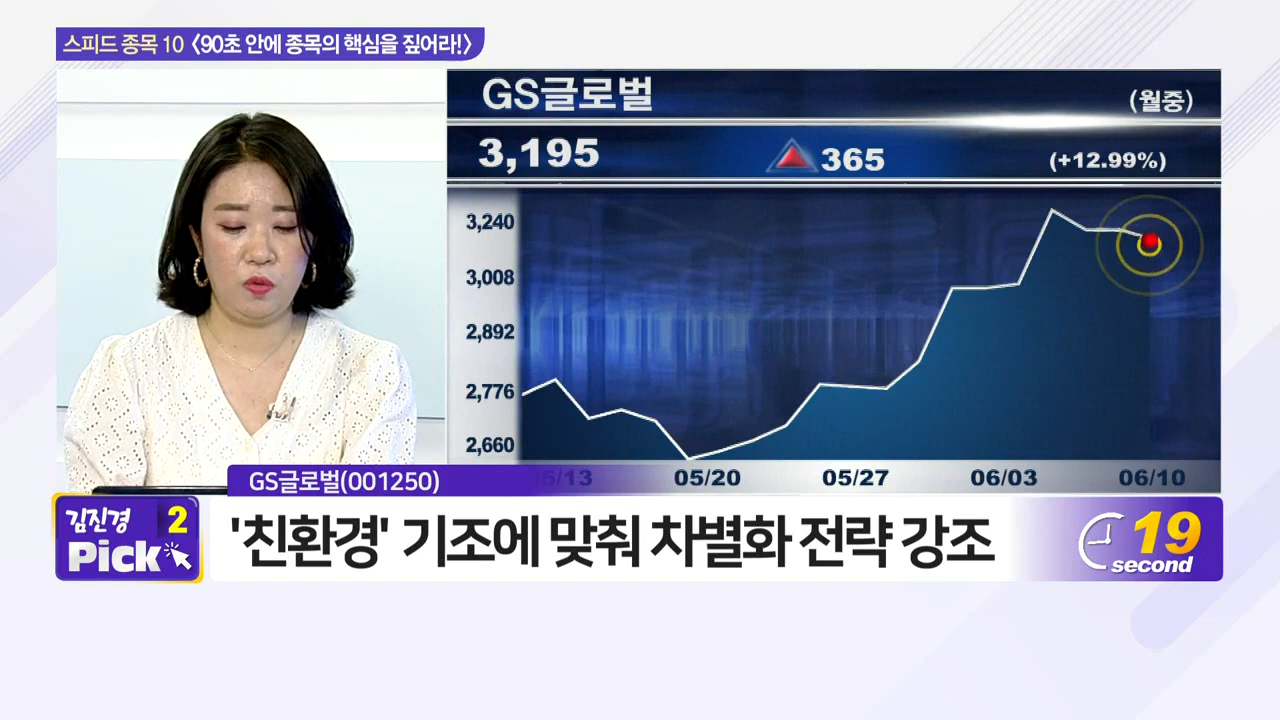 스피드 종목 10 <90초 안에 종목의 핵심을 짚어라!>
GS글로벌
(월중)
3,195
365
(+12.99%)
3,240
3,008
2,892
2,776
2,660
05/20
05/27
06/03
06/10
GS글로벌(001250)
김진경 2
Pick
'친환경' 기조에 맞춰 차별화 전략 강조
19
second